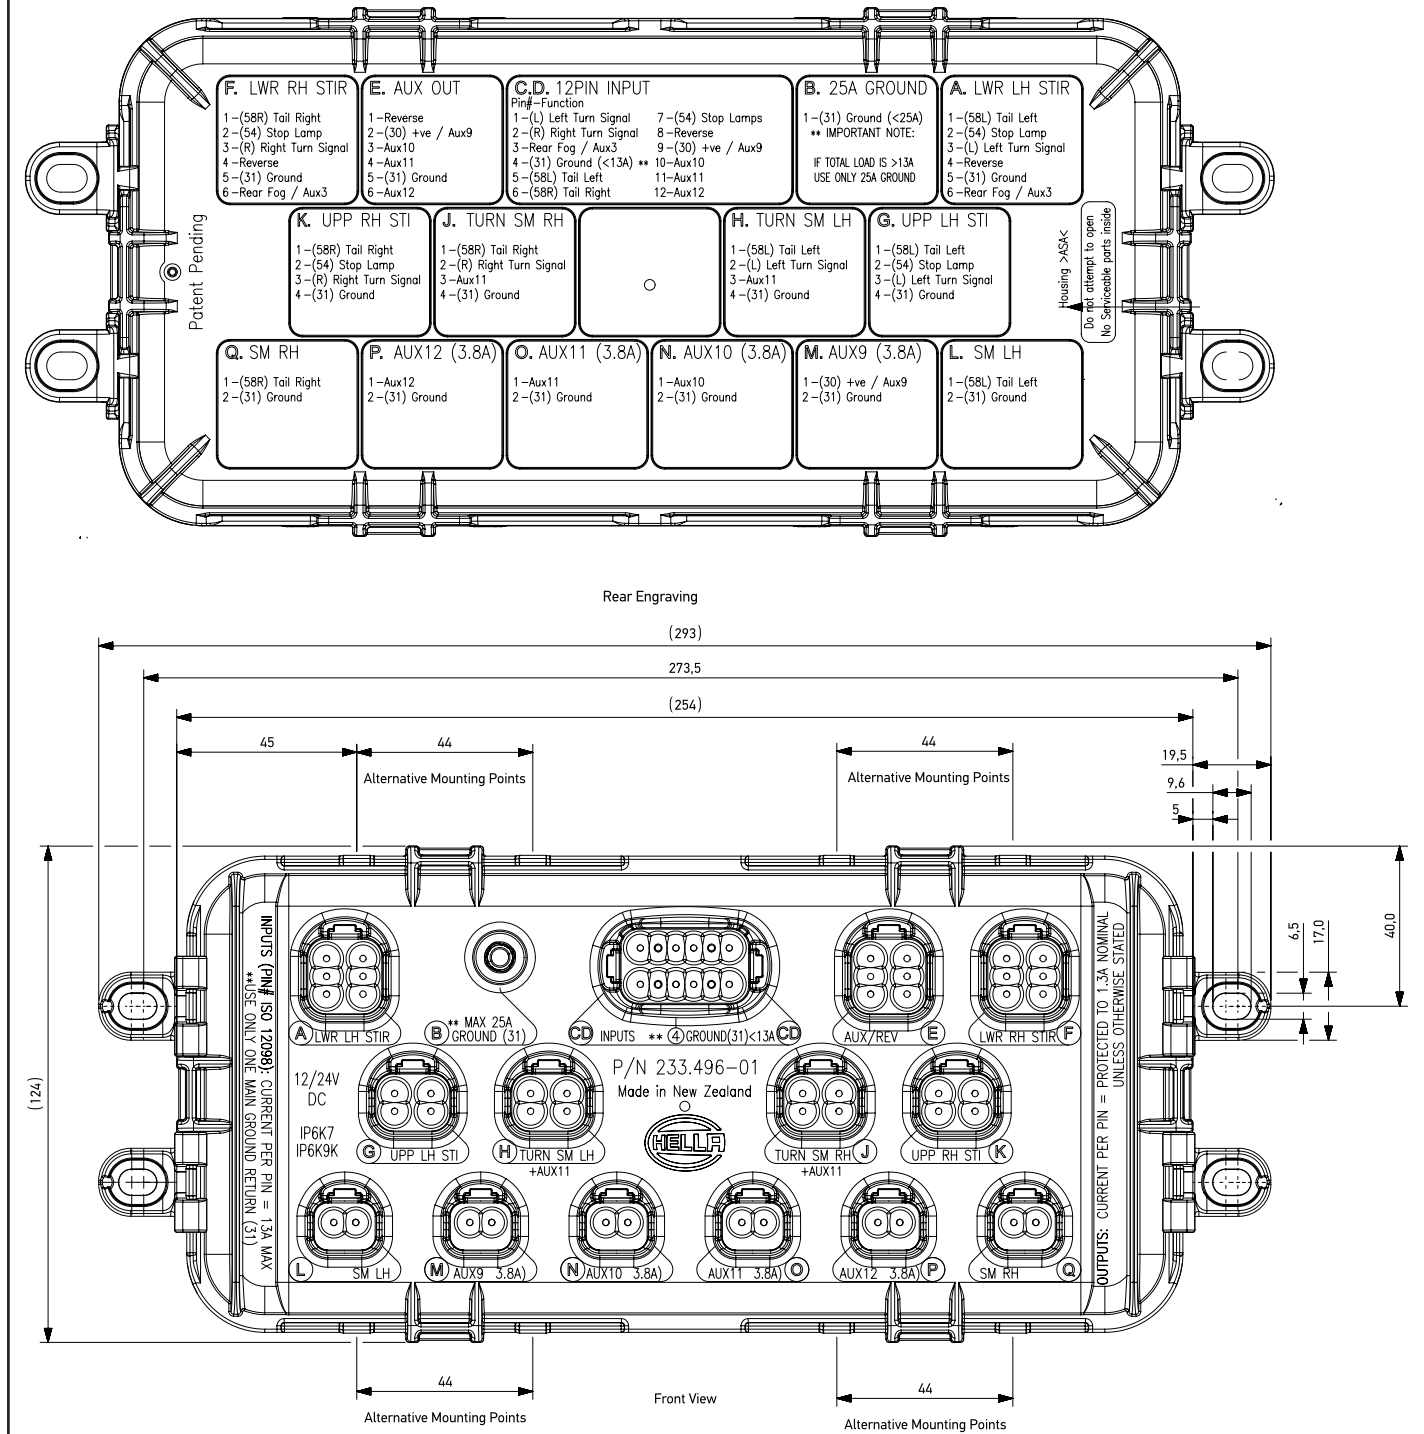 F. LWR RH STIR
1-(58R) Tail Right
2-(54) Stop Lamp
3-(R) Right Turn Signal
4-Reverse
5-(31) Ground
6-Rear Fog / Aux3
E. AUX OUT
1-Reverse
2-(30) +ve / Aux9
3-Aux10
4-Aux11
5-(31) Ground
6-Aux12
C.D. 12PIN INPUT
Pin#-Function
1-(L) Left Turn Signal
2-(R) Right Turn Signal
3-Rear Fog / Aux3
4-(31) Ground (<13A) **
5-(58L) Tail Left
6-(58R) Tail Right
7-(54) Stop Lamps
8-Reverse
9-(30) +ve / Aux9
10-Aux10
11-Aux11
12-Aux12
B. 25A GROUND
1-(31) Ground (<25A)
** IMPORTANT NOTE:
IF TOTAL LOAD IS >13A
USE ONLY 25A GROUND
A. LWR LH STIR
1-(58L) Tail Left
2-(54) Stop Lamp
3-(L) Left Turn Signal
4-Reverse
5-(31) Ground
6-Rear Fog / Aux3
Patent Pending
K. UPP RH STI
1-(58R) Tail Right
2-(54) Stop Lamp
3-(R) Right Turn Signal
4-(31) Ground
J. TURN SM RH
1-(58R) Tail Right
2-(R) Right Turn Signal
3-Aux11
4-(31) Ground
H. TURN SM LH
1-(58L) Tail Left
2-(L) Left Turn Signal
3-Aux11
4-(31) Ground
G. UPP LH STI
1-(58L) Tail Left
2-(54) Stop Lamp
3-(L) Left Turn Signal
4-(31) Ground
Housing >ASA<
Do not attempt to open
No Serviceable parts inside
Q. SM RH
1-(58R) Tail Right
2-(31) Ground
P. AUX12 (3.8A)
1-Aux12
2-(31) Ground
O. AUX11 (3.8A)
1-Aux11
2-(31) Ground
N. AUX10 (3.8A)
1-Aux10
2-(31) Ground
M. AUX9 (3.8A)
1-(30) +ve / Aux9
2-(31) Ground
L. SM LH
1-(58L) Tail Left
2-(31) Ground
Rear Engraving
(293)
273,5
(254)
45
44
44
19,5
Alternative Mounting Points
Alternative Mounting Points
9,6
5
(124)
40,0
17,0
6,5
INPUTS (PIN# ISO 12098): CURRENT PER PIN = 13A MAX
**USE ONLY ONE MAIN GROUND RETURN (31)
OUTPUTS: CURRENT PER PIN = PROTECTED TO 1.3A NOMINAL
UNLESS OTHERWISE STATED
A LWR LH STIR
B ** MAX 25A
GROUND (31)
CD INPUTS ** 4 GROUND(31)<13A CD
AUX/REV E
LWR RH STIR F
12/24V
DC
IP6K7
IP6K9K
P/N 233.496-01
Made in New Zealand
HELLA
G UPP LH STI
H TURN SM LH
+AUX11
TURN SM RH J
+AUX11
UPP RH STI K
L SM LH
M AUX9 3.8A)
N AUX10 3.8A)
AUX11 3.8A) O
AUX12 3.8A) P
SM RH Q
44
44
Front View
Alternative Mounting Points
Alternative Mounting Points